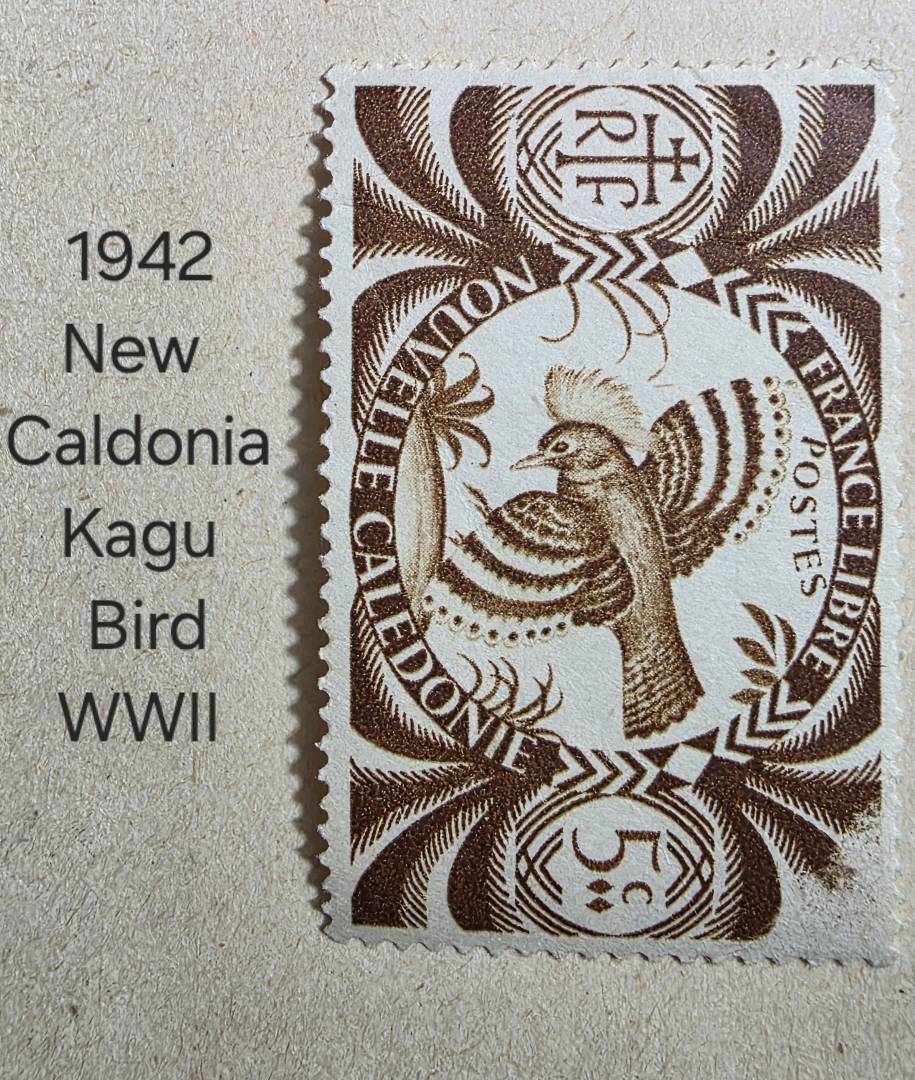 1942
New
Caldonia
Kagu
Bird
WWII
RF
NOUVELLE CALEDONIE
FRANCE LIBRE
POSTES
5c